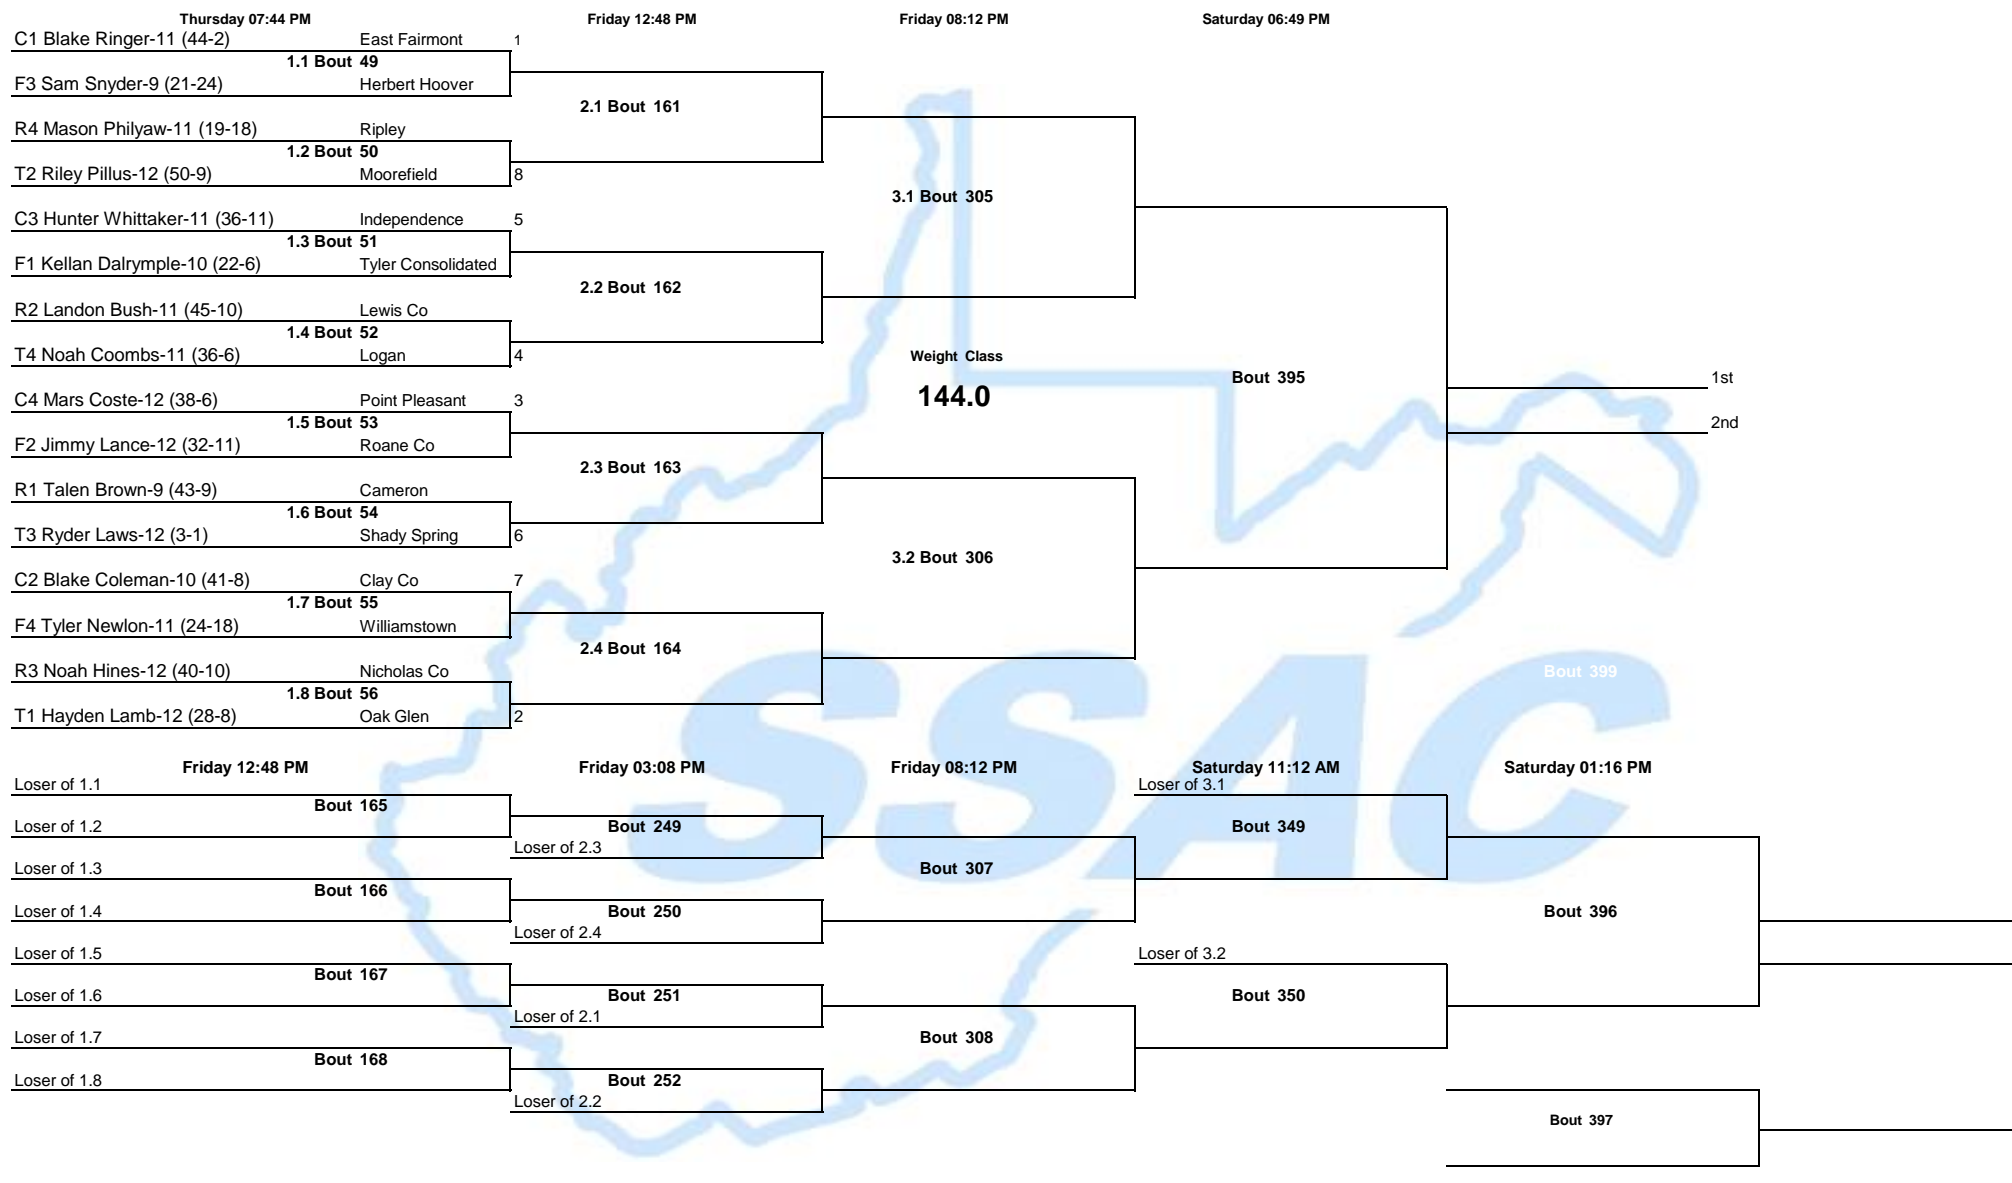 Thursday 07:44 PM Friday 12:48 PM Friday 08:12 PM Saturday 06:49 PM
C1 Blake Ringer-11 (44-2) East Fairmont 1
1.1 Bout 49
F3 Sam Snyder-9 (21-24) Herbert Hoover
2.1 Bout 161
R4 Mason Philyaw-11 (19-18) Ripley
1.2 Bout 50
T2 Riley Pillus-12 (50-9) Moorefield 8
3.1 Bout 305
C3 Hunter Whittaker-11 (36-11) Independence 5
1.3 Bout 51
F1 Kellan Dalrymple-10 (22-6) Tyler Consolidated
2.2 Bout 162
R2 Landon Bush-11 (45-10) Lewis Co
1.4 Bout 52
T4 Noah Coombs-11 (36-6) Logan 4
Weight Class
144.0
Bout 395
1st
2nd
C4 Mars Coste-12 (38-6) Point Pleasant 3
1.5 Bout 53
F2 Jimmy Lance-12 (32-11) Roane Co
2.3 Bout 163
R1 Talen Brown-9 (43-9) Cameron
1.6 Bout 54
T3 Ryder Laws-12 (3-1) Shady Spring 6
3.2 Bout 306
C2 Blake Coleman-10 (41-8) Clay Co 7
1.7 Bout 55
F4 Tyler Newlon-11 (24-18) Williamstown
2.4 Bout 164
R3 Noah Hines-12 (40-10) Nicholas Co
Bout 399
1.8 Bout 56
T1 Hayden Lamb-12 (28-8) Oak Glen 2
SSAC
Friday 12:48 PM Friday 03:08 PM Friday 08:12 PM Saturday 11:12 AM Saturday 01:16 PM
Loser of 1.1 Loser of 3.1
Bout 165
Loser of 1.2 Bout 249 Bout 349
Loser of 2.3
Loser of 1.3 Bout 307
Bout 166
Loser of 1.4 Bout 250 Bout 396
Loser of 2.4
Loser of 1.5 Loser of 3.2
Bout 167
Loser of 1.6 Bout 251 Bout 350
Loser of 2.1
Loser of 1.7 Bout 308
Bout 168
Loser of 1.8 Bout 252
Loser of 2.2
Bout 397